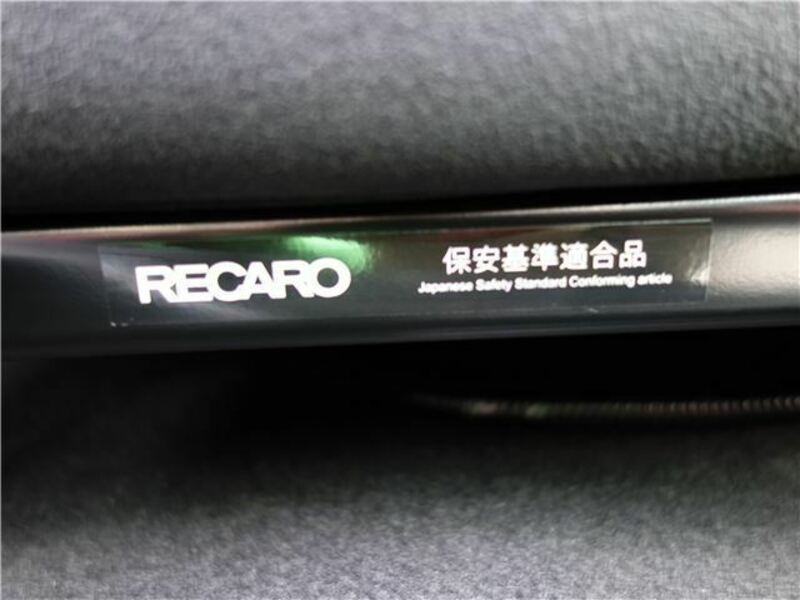 RECARO
保安基準適合品
Japanese Safety Standard Conforming article